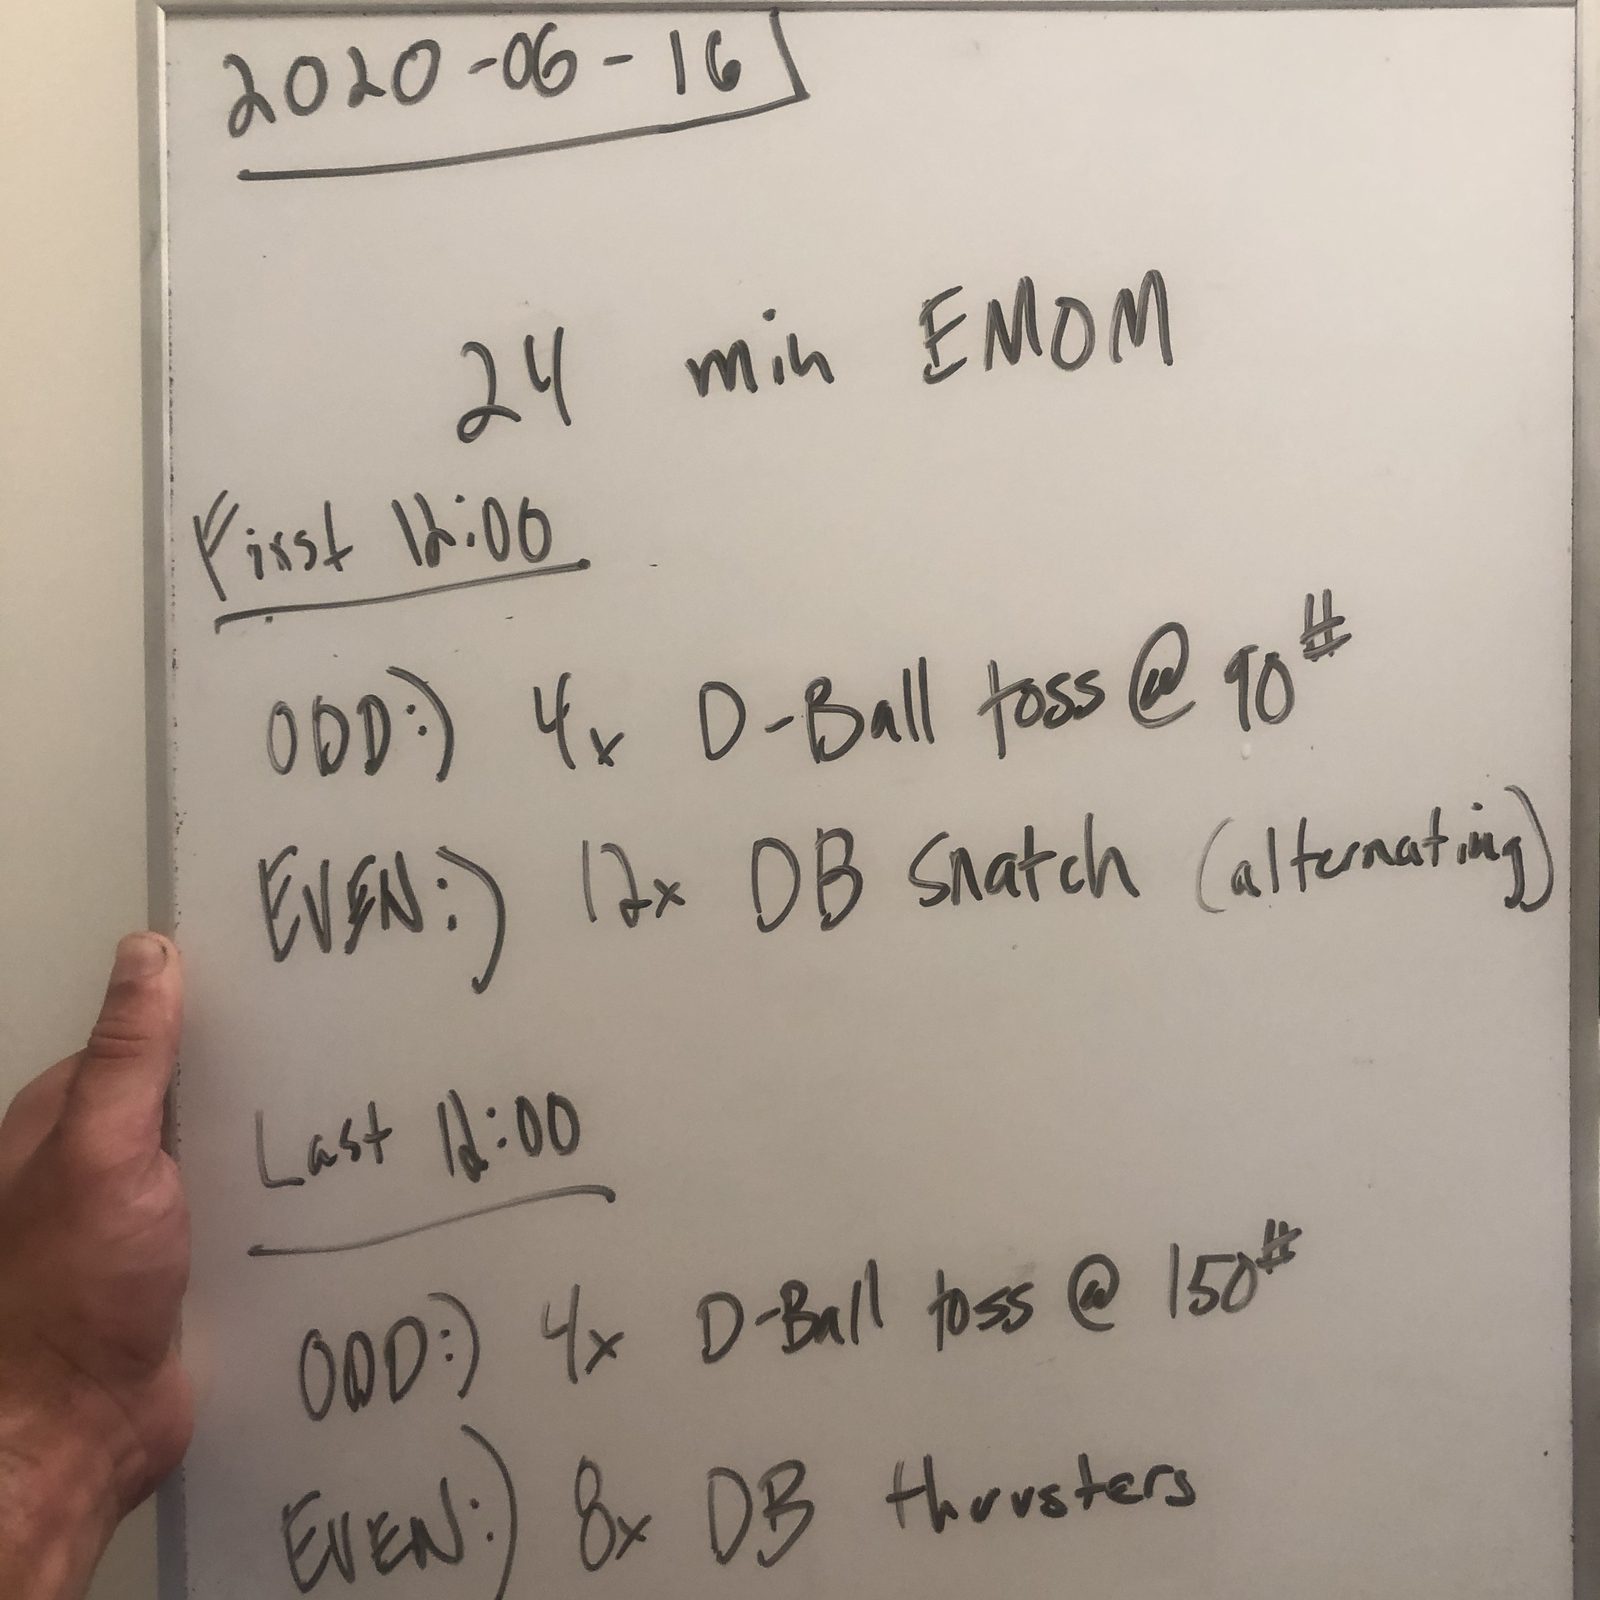 2020-06-16
24 min EMOM
First 12:00
ODD:) 4x D-Ball toss @ 90#
EVEN:) 12x DB snatch (alternating)
Last 12:00
ODD:) 4x D-Ball toss @ 150#
EVEN:) 8x DB thrusters